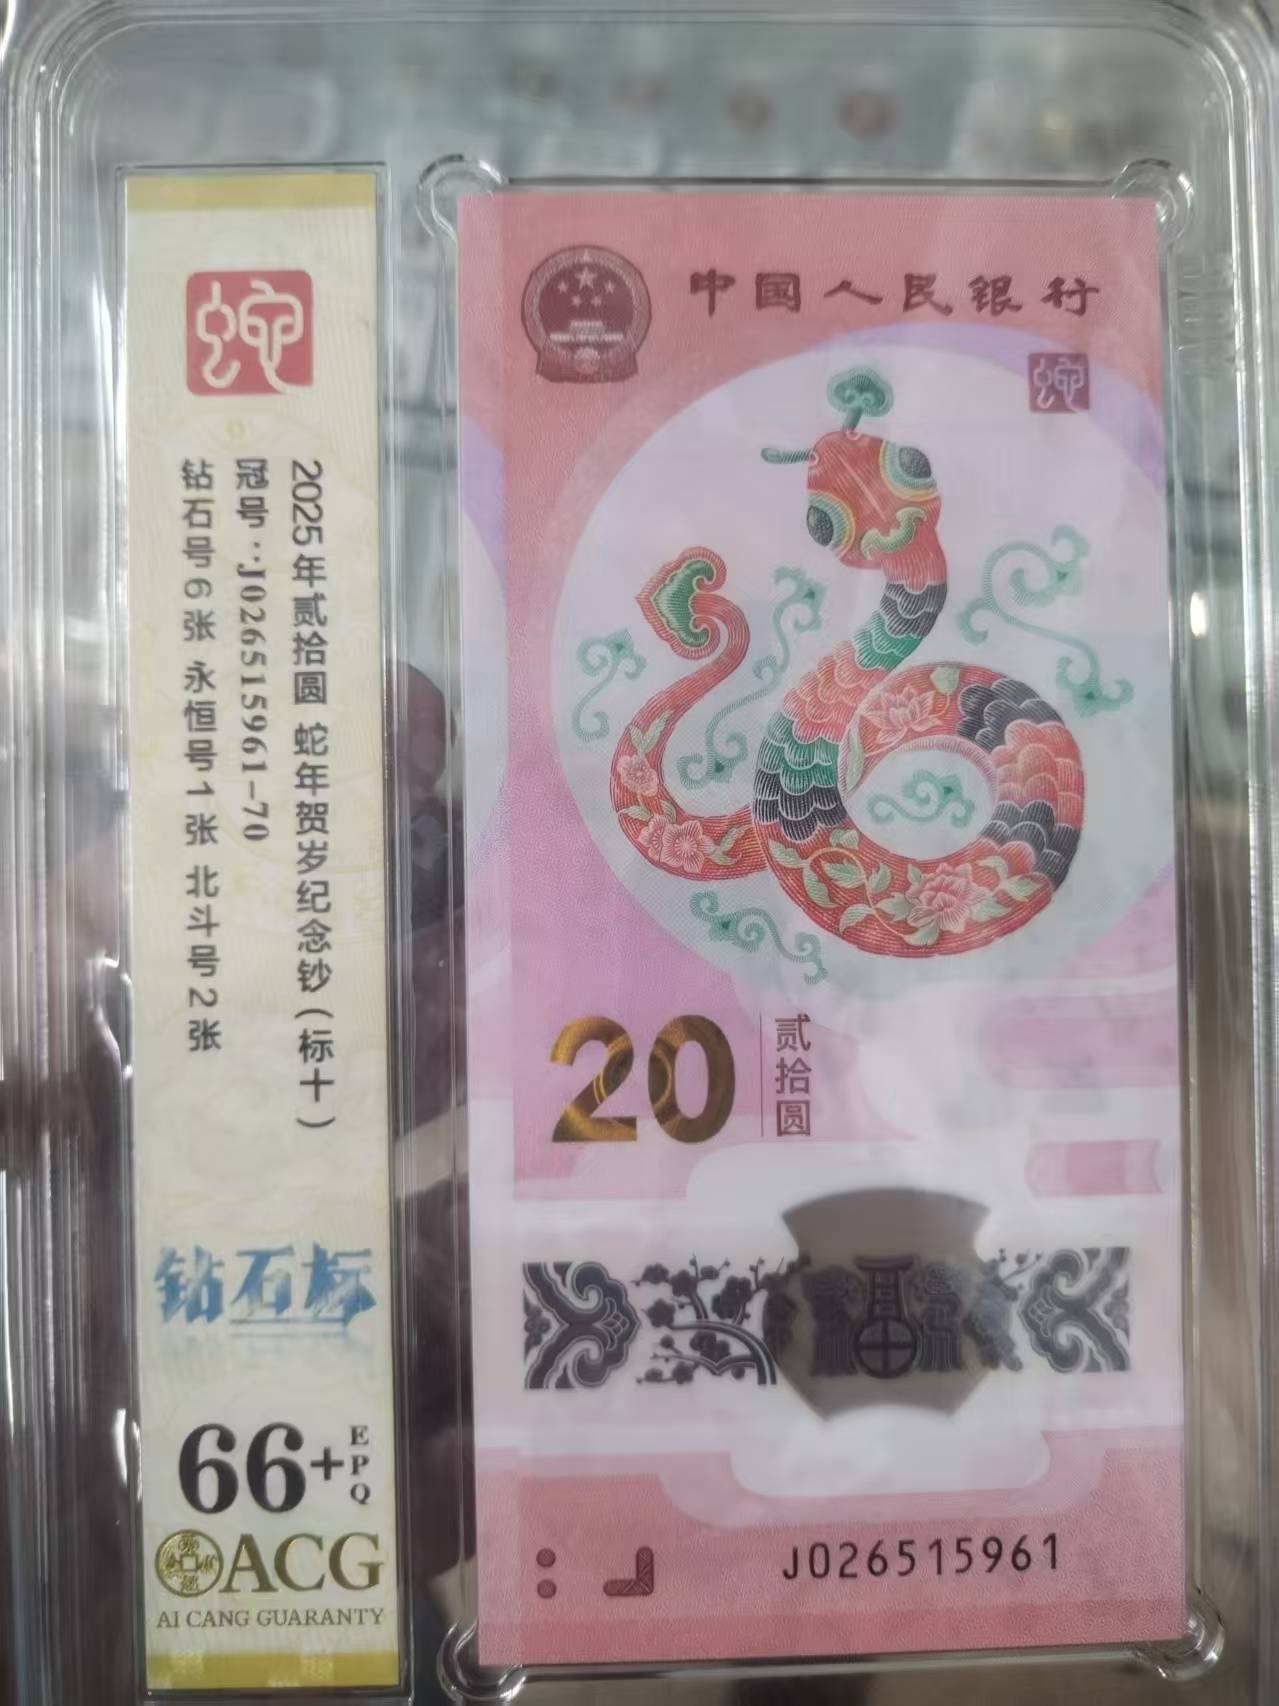 蛇
2025年贰拾圆 蛇年贺岁纪念钞(标十)
冠号:J026515961-70
钻石号6张 永恒号1张 北斗号2张
钻石标
66+
EPQ
ACG
AI CANG GUARANTY
中国人民银行
蛇
20
贰拾圆
J026515961